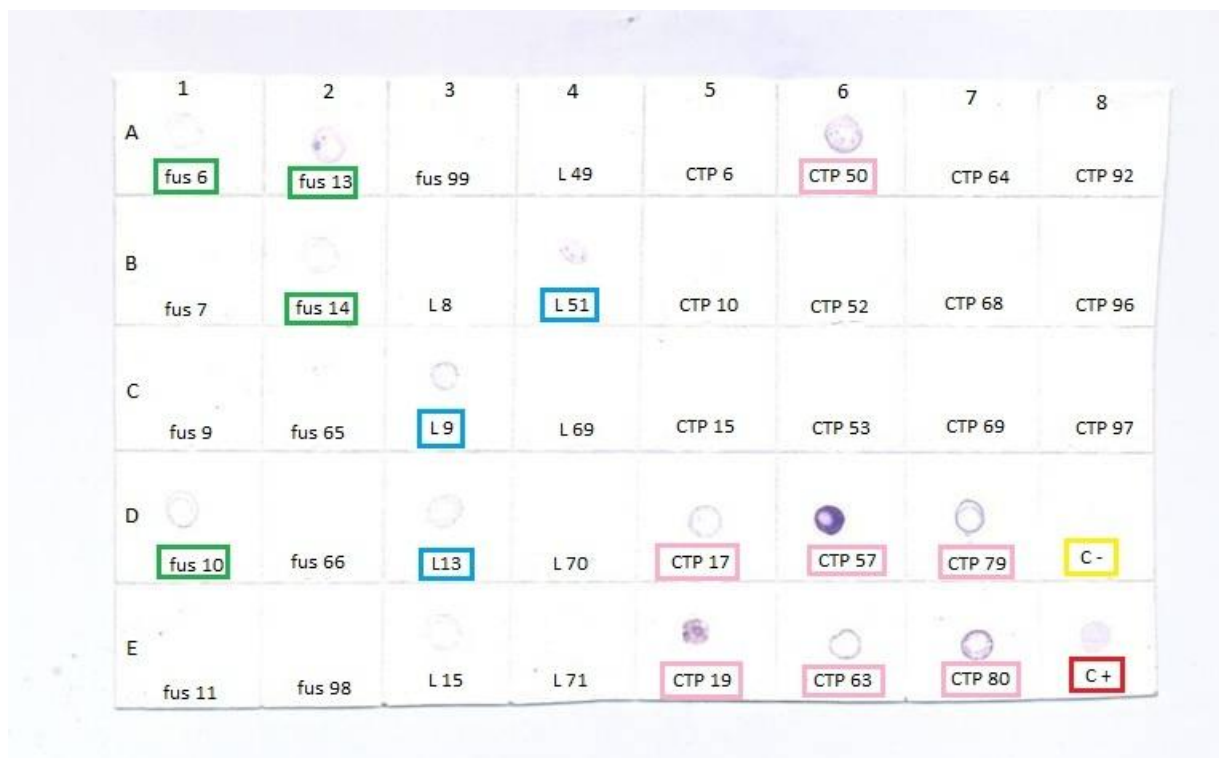 1 2 3 4 5 6 7 8
A
fus 6 fus 13 fus 99 L 49 CTP 6 CTP 50 CTP 64 CTP 92
B
fus 7 fus 14 L 8 L 51 CTP 10 CTP 52 CTP 68 CTP 96
C
fus 9 fus 65 L 9 L 69 CTP 15 CTP 53 CTP 69 CTP 97
D
fus 10 fus 66 L13 L 70 CTP 17 CTP 57 CTP 79 C -
E
fus 11 fus 98 L 15 L 71 CTP 19 CTP 63 CTP 80 C +